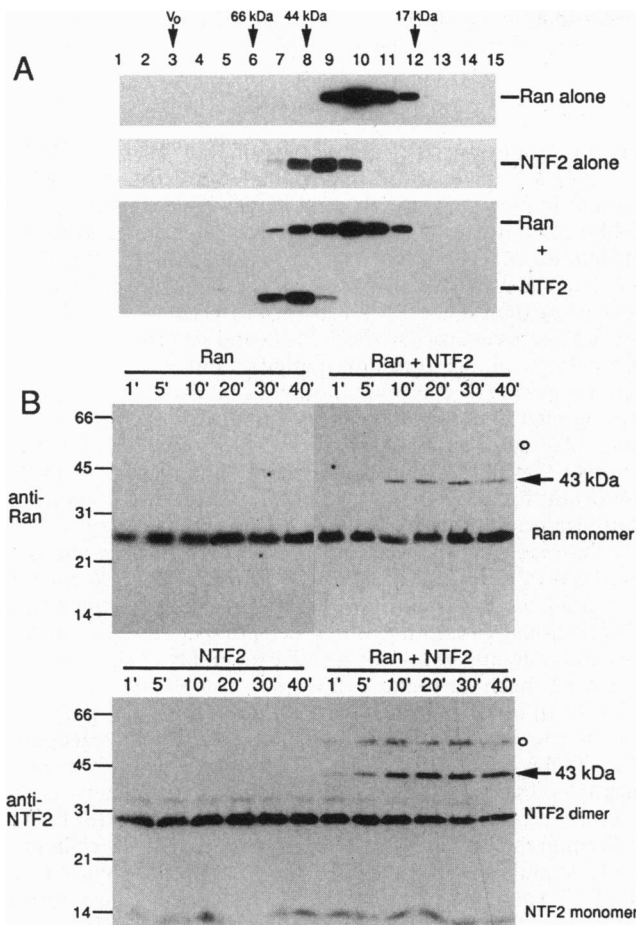 Vo 66 kDa 44 kDa 17 kDa
1 2 3 4 5 6 7 8 9 10 11 12 13 14 15
A
Ran alone
NTF2 alone
Ran
+
NTF2
Ran Ran + NTF2
1' 5' 10' 20' 30' 40' 1' 5' 10' 20' 30' 40'
B
66
45
43 kDa
anti-
Ran
31
Ran monomer
21
14
NTF2 Ran + NTF2
1' 5' 10' 20' 30' 40' 1' 5' 10' 20' 30' 40'
66
45
43 kDa
anti-
NTF2
31
NTF2 dimer
21
14
NTF2 monomer